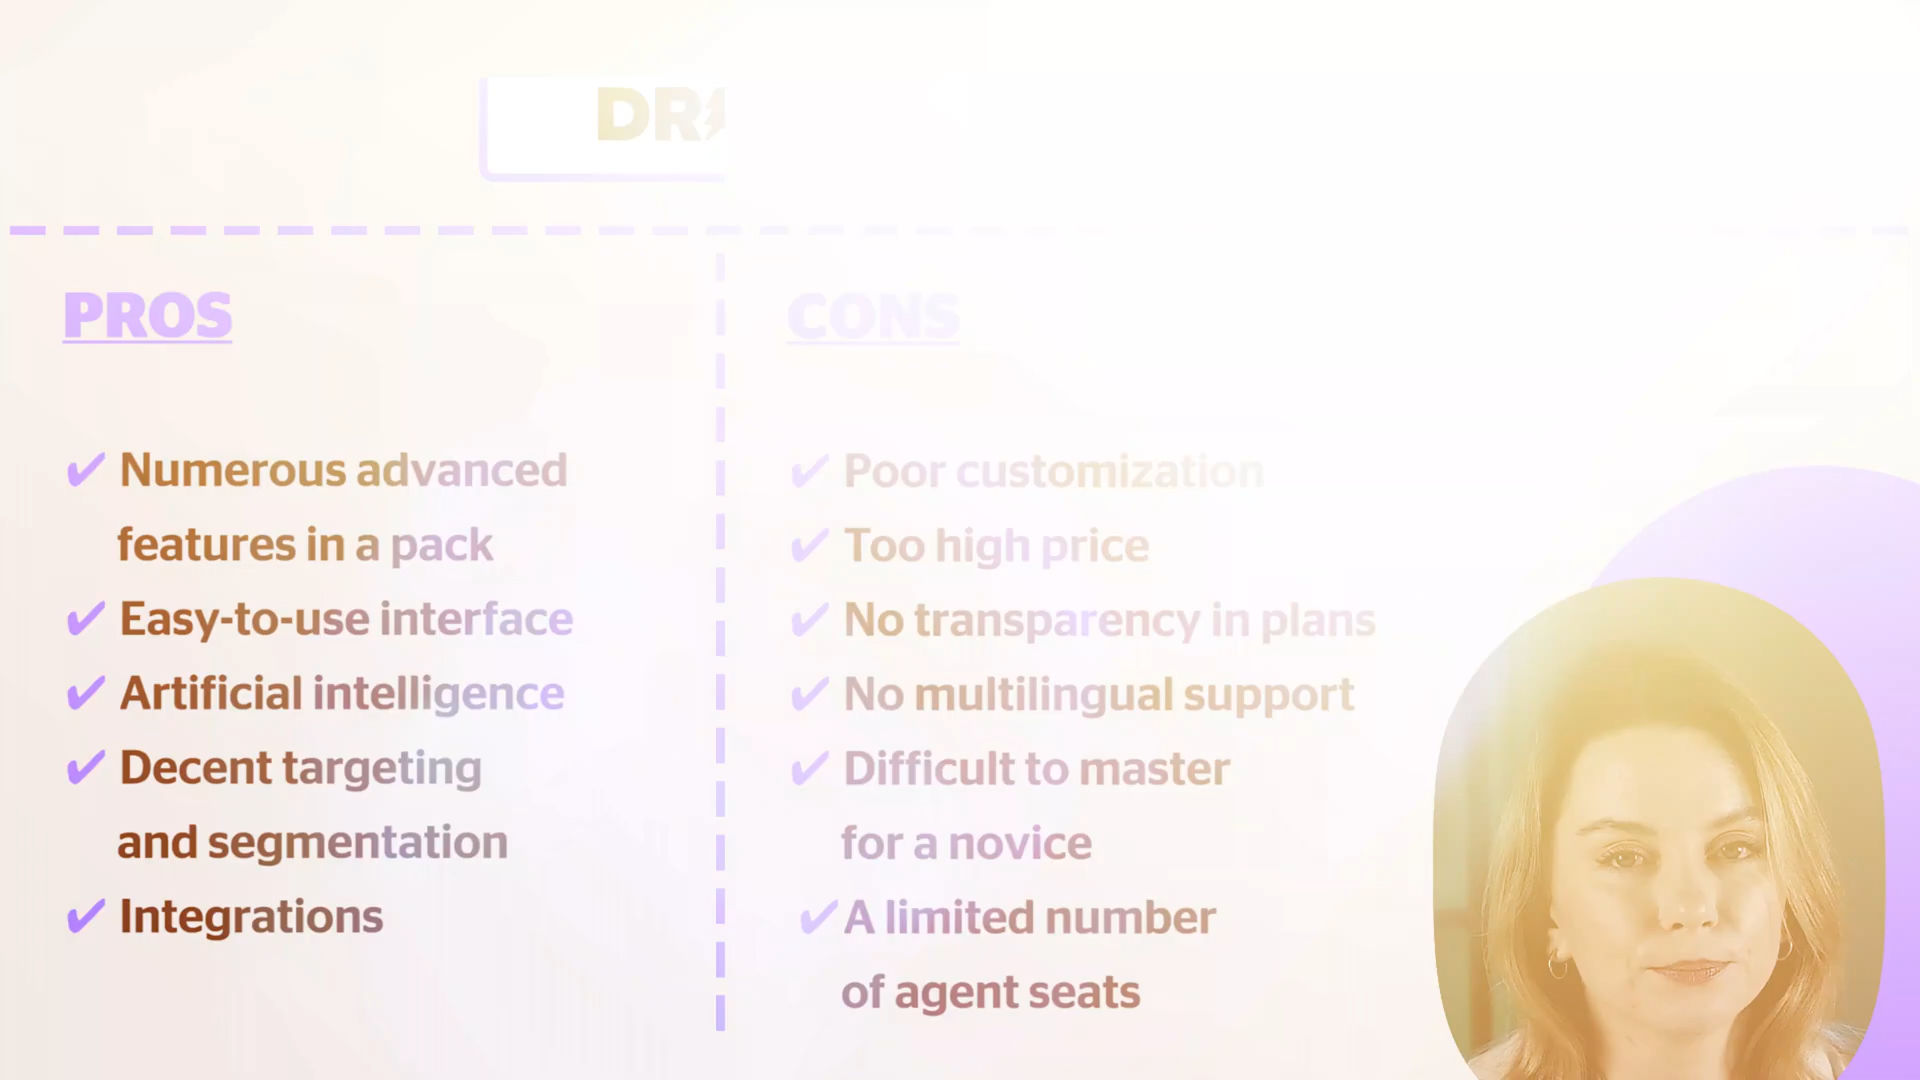 PROS
✔ Numerous advanced
features in a pack
✔ Easy-to-use interface
✔ Artificial intelligence
✔ Decent targeting
and segmentation
✔ Integrations
CONS
✔ Poor customization
✔ Too high price
✔ No transparency in plans
✔ No multilingual support
✔ Difficult to master
for a novice
✔ A limited number
of agent seats